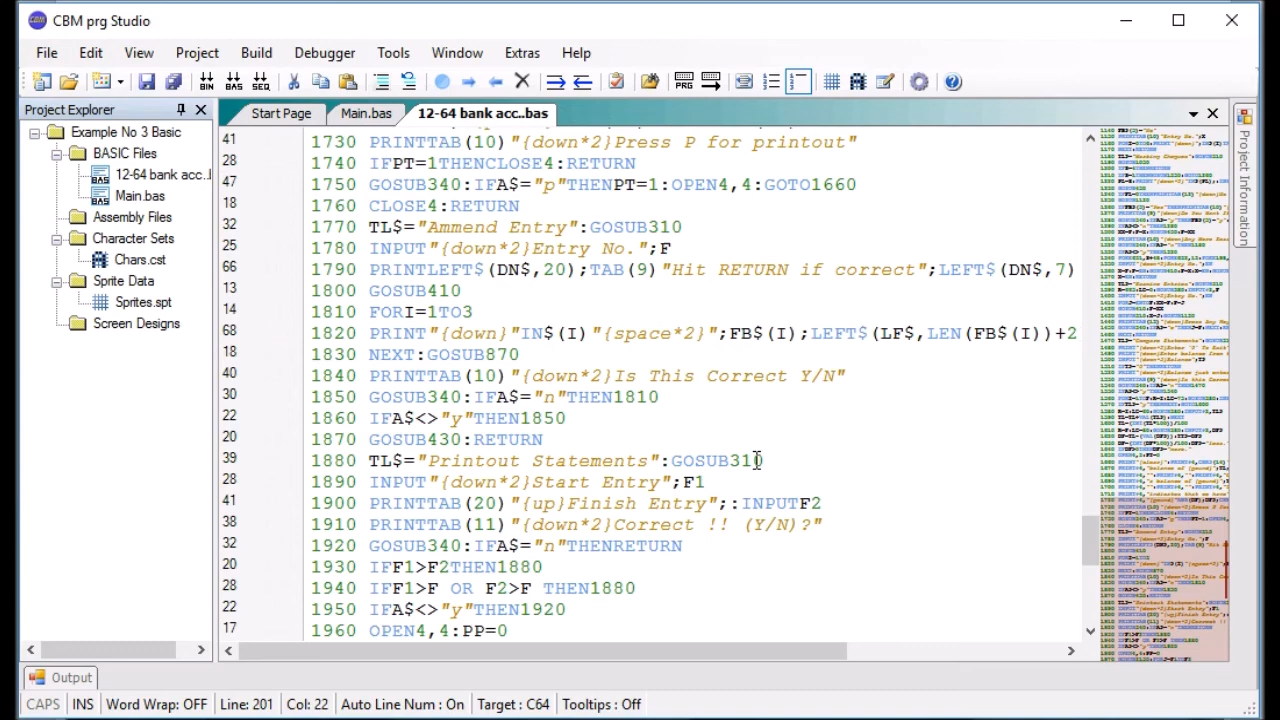 CBM prg Studio
File Edit View Project Build Debugger Tools Window Extras Help
BIN BAS SEQ PRG
Project Explorer
Start Page Main.bas 12-64 bank acc..bas
Example No 3 Basic
BASIC Files
12-64 bank acc..
Main.bas
Assembly Files
Character Sets
Chars.cst
Sprite Data
Sprites.spt
Screen Designs
41 1730 PRINTTAB(10)"{down*2}Press P for printout"
28 1740 IFPT=1THENCLOSE4:RETURN
47 1750 GOSUB340:IFA$="p"THENPT=1:OPEN4,4:GOTO1660
18 1760 CLOSE4:RETURN
32 1770 TL$="Ammend Entry":GOSUB310
25 1780 INPUT"{down*2}Entry No.";F
66 1790 PRINTLEFT$(DN$,20);TAB(9)"Hit RETURN if correct";LEFT$(DN$,7)
13 1800 GOSUB410
14 1810 FORI=1TO3
68 1820 PRINT"{down}"IN$(I)"{space*2}";FB$(I);LEFT$(LF$,LEN(FB$(I))+2
18 1830 NEXT:GOSUB870
40 1840 PRINTTAB(10)"{down*2}Is This Correct Y/N"
30 1850 GOSUB340:IFA$="n"THEN1810
22 1860 IFA$<>"y"THEN1850
20 1870 GOSUB430:RETURN
39 1880 TL$="Printout Statements":GOSUB310
28 1890 INPUT"{down*2}Start Entry";F1
41 1900 PRINT" up}Finish Entry";:INPUTF2
38 1910 PRINTTAB(11)"{down*2}Correct !! (Y/N)?"
32 1920 GOSUB340:IFA$="n"THENRETURN
20 1930 IFF1>F2THEN1880
28 1940 IFF1>F OR F2>F THEN1880
22 1950 IFA$<>"y"THEN1920
17 1960 OPEN4,4:PP=0
Project Information
Output
CAPS INS Word Wrap: OFF Line: 201 Col: 22 Auto Line Num : On Target : C64 Tooltips : Off